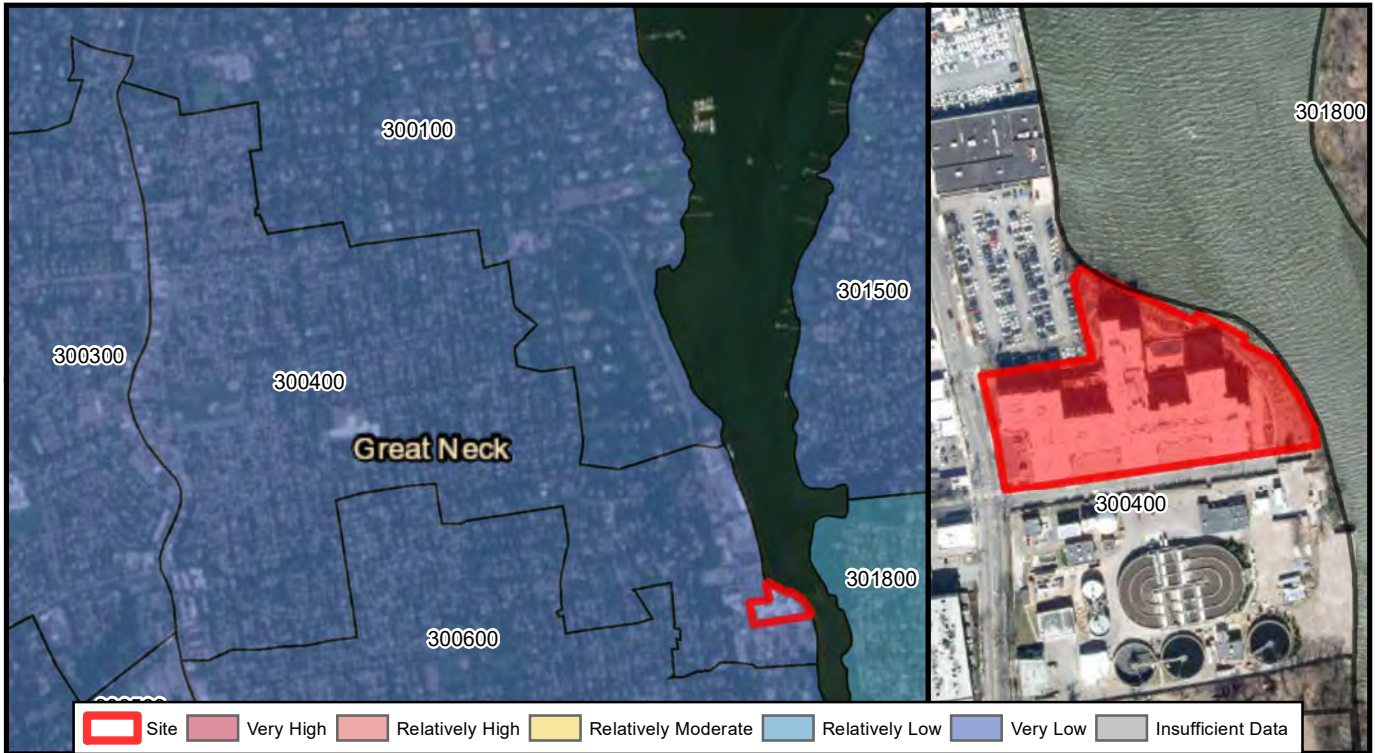 300100
301800
301500
300300
300400
Great Neck
300400
301800
300600
Site
Very High
Relatively High
Relatively Moderate
Relatively Low
Very Low
Insufficient Data